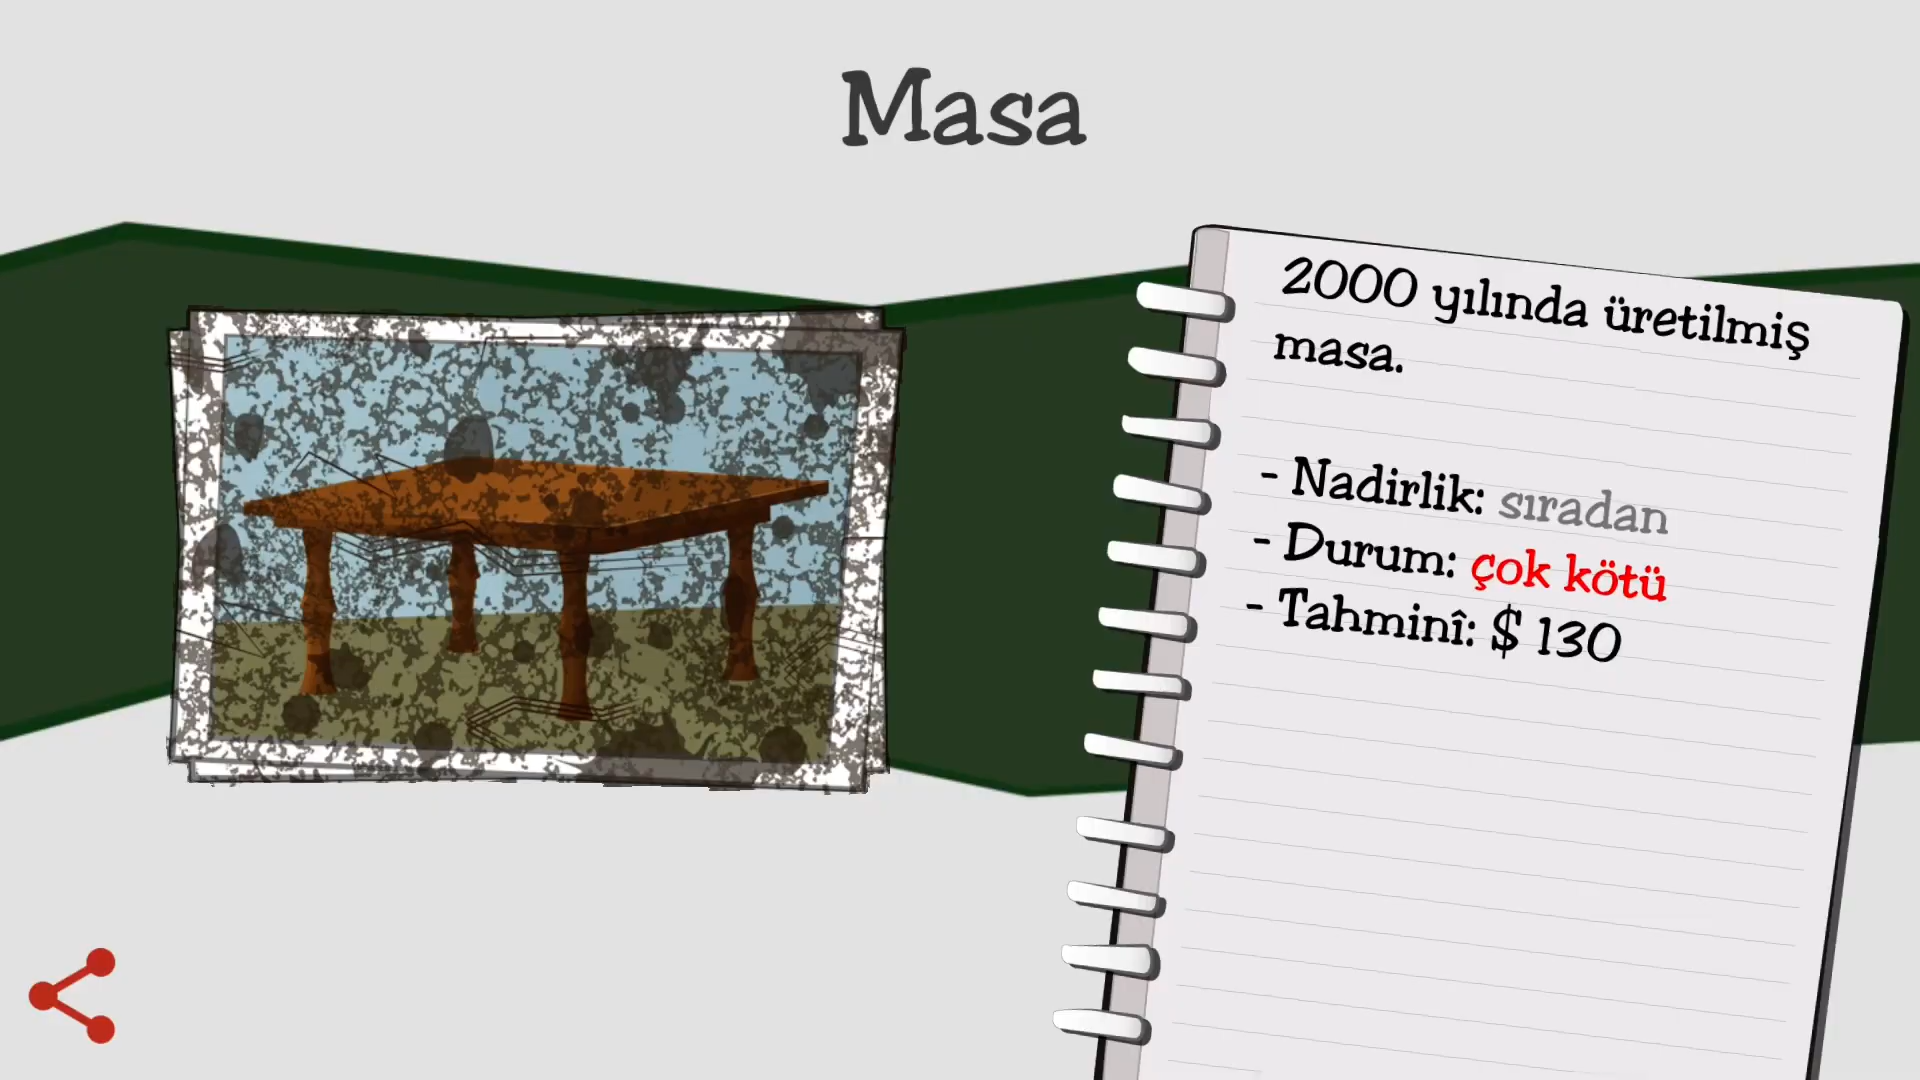 Masa
2000 yılında üretilmiş
masa.
- Nadirlik: sıradan
- Durum: çok kötü
- Tahminî: $ 130